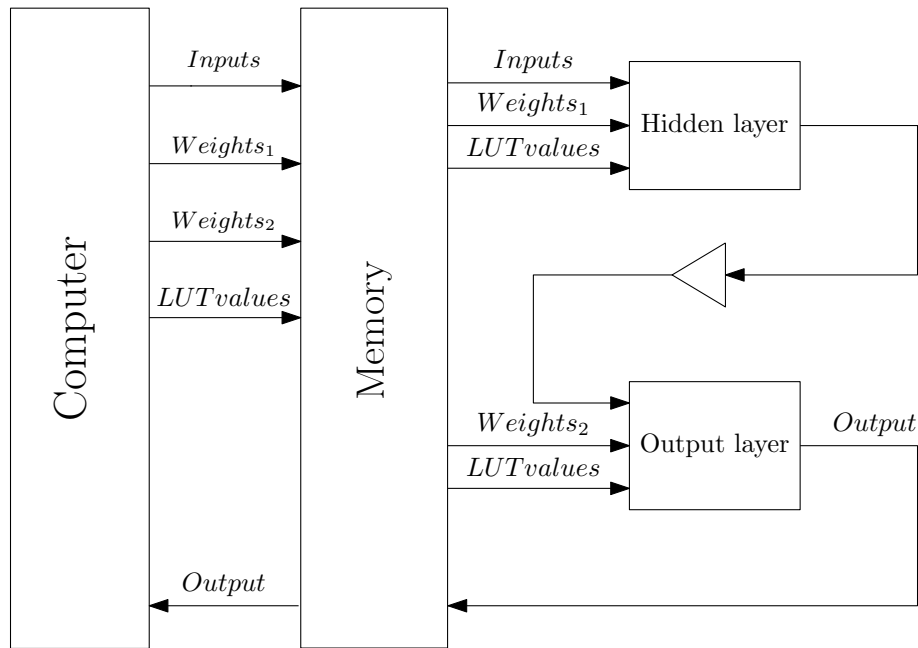 Computer
Inputs
Weights₁
Weights₂
LUTvalues
Output
Memory
Inputs
Weights₁
LUTvalues
Hidden layer
Weights₂
LUTvalues
Output layer
Output